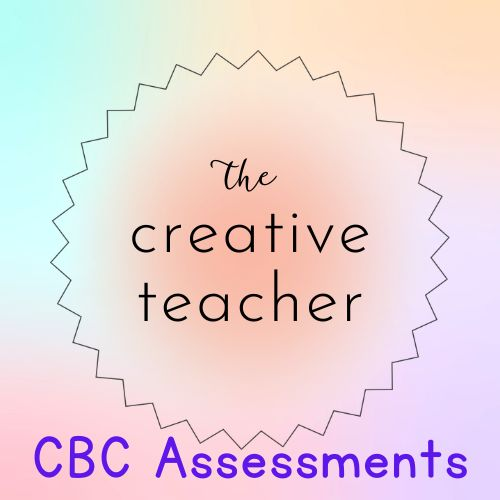 the
creative
teacher
CBC Assessments